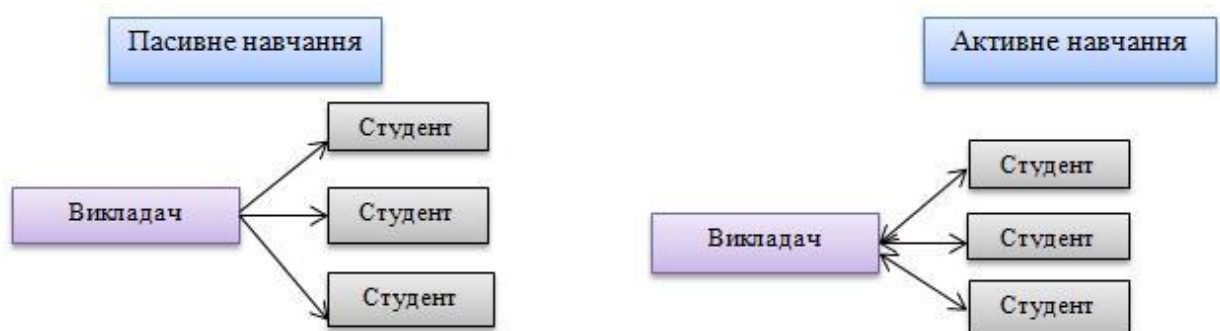 Пасивне навчання
Активне навчання
Студент
Викладач
Студент
Студент
Студент
Викладач
Студент
Студент